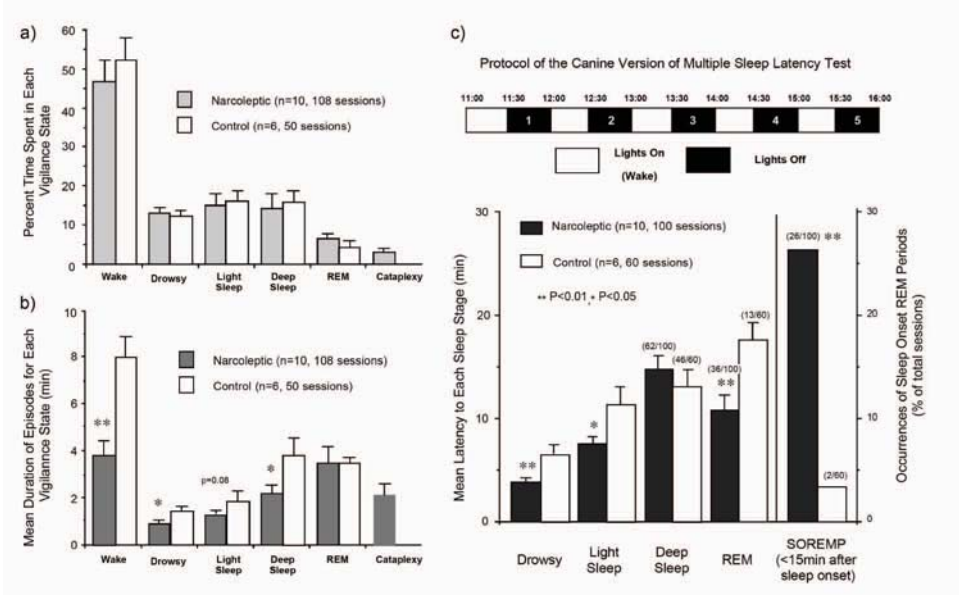 a)
60
50
40
30
20
10
0
Percent Time Spent in Each
Vigilance State
Narcoleptic (n=10, 108 sessions)
Control (n=6, 50 sessions)
Wake
Drowsy
Light
Sleep
Deep
Sleep
REM
Cataplexy
b)
10
8
6
4
2
0
Mean Duration of Episodes for Each
Vigilannce State (min)
Narcoleptic (n=10, 108 sessions)
Control (n=6, 50 sessions)
**
*
p=0.08
*
Wake
Drowsy
Light
Sleep
Deep
Sleep
REM
Cataplexy
c)
Protocol of the Canine Version of Multiple Sleep Latency Test
11:00 11:30 12:00 12:30 13:00 13:30 14:00 14:30 15:00 15:30 16:00
1 2 3 4 5
Lights On
(Wake)
Lights Off
30
20
10
0
Mean Latency to Each Sleep Stage (min)
Narcoleptic (n=10, 100 sessions)
Control (n=6, 60 sessions)
** P<0.01, * P<0.05
**
*
(62/100)
(46/60)
(36/100)
**
(13/60)
(26/100)
**
(2/60)
30
20
10
0
Occurrences of Sleep Onset REM Periods
(% of total sessions)
Drowsy
Light
Sleep
Deep
Sleep
REM
SOREMP
(<15min after
sleep onset)